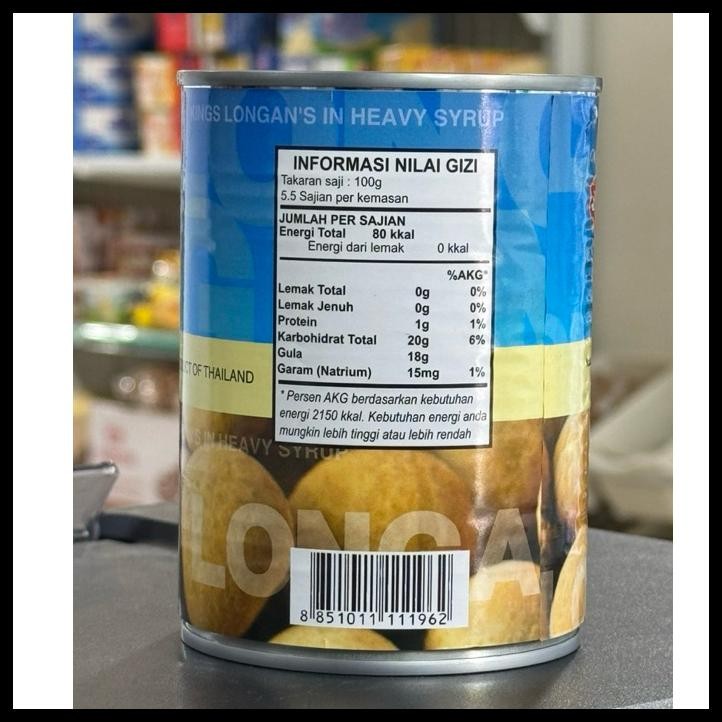 KINGS LONGAN'S IN HEAVY SYRUP
INFORMASI NILAI GIZI
Takaran saji : 100g
5.5 Sajian per kemasan
JUMLAH PER SAJIAN
Energi Total 80 kkal
Energi dari lemak 0 kkal
%AKG*
Lemak Total 0g 0%
Lemak Jenuh 0g 0%
Protein 1g 1%
Karbohidrat Total 20g 6%
Gula 18g
Garam (Natrium) 15mg 1%
* Persen AKG berdasarkan kebutuhan
energi 2150 kkal. Kebutuhan energi anda
mungkin lebih tinggi atau lebih rendah
OF THAILAND
IN HEAVY SYRUP
LONGA
8 851011 111962